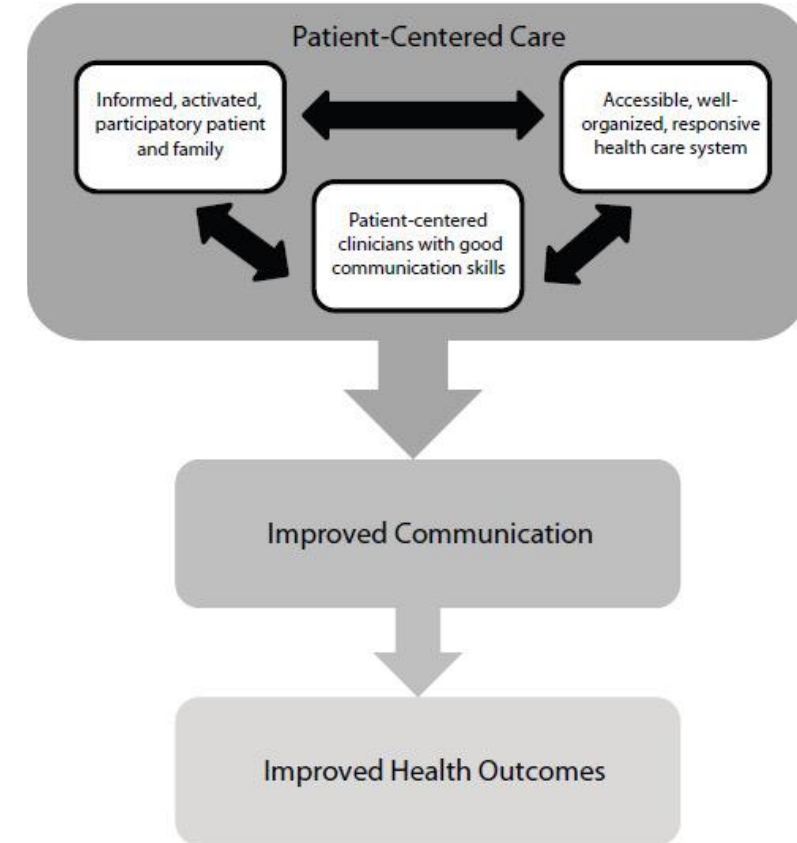 Patient-Centered Care
Informed, activated,
participatory patient
and family
Accessible, well-
organized, responsive
health care system
Patient-centered
clinicians with good
communication skills
Improved Communication
Improved Health Outcomes